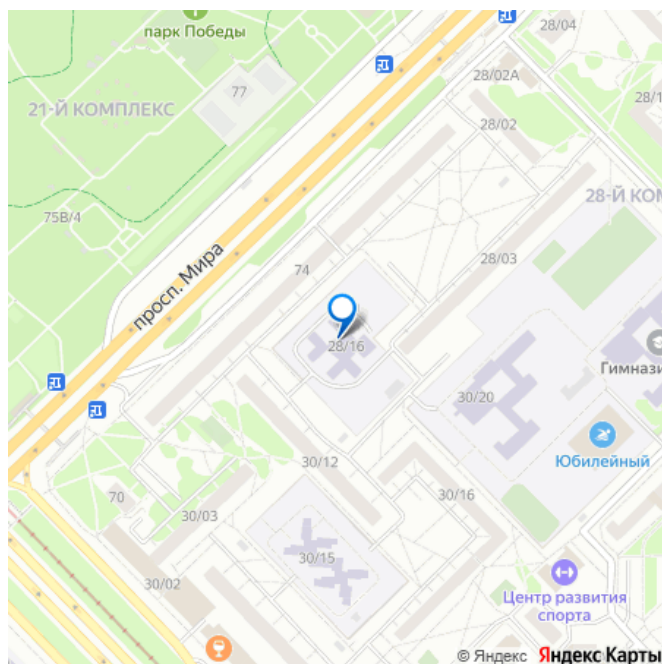 парк Победы
28/04
77
28/02А
21-Й КОМПЛЕКС
28/1
28/02
75В/4
28-Й КОМ
просп. Мира
28/03
74
28/16
Гимнази
30/20
Юбилейный
30/12
30/16
70
30/03
30/15
30/02
Центр развития
спорта
© Яндекс Яндекс Карты